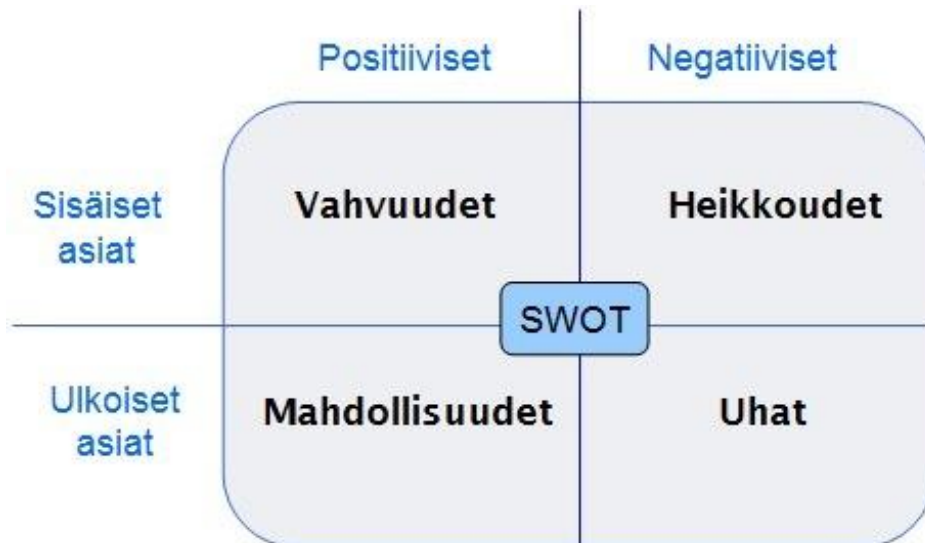 Positiiviset
Negatiiviset
Sisäiset
asiat
Vahvuudet
Heikkoudet
SWOT
Ulkoiset
asiat
Mahdollisuudet
Uhat